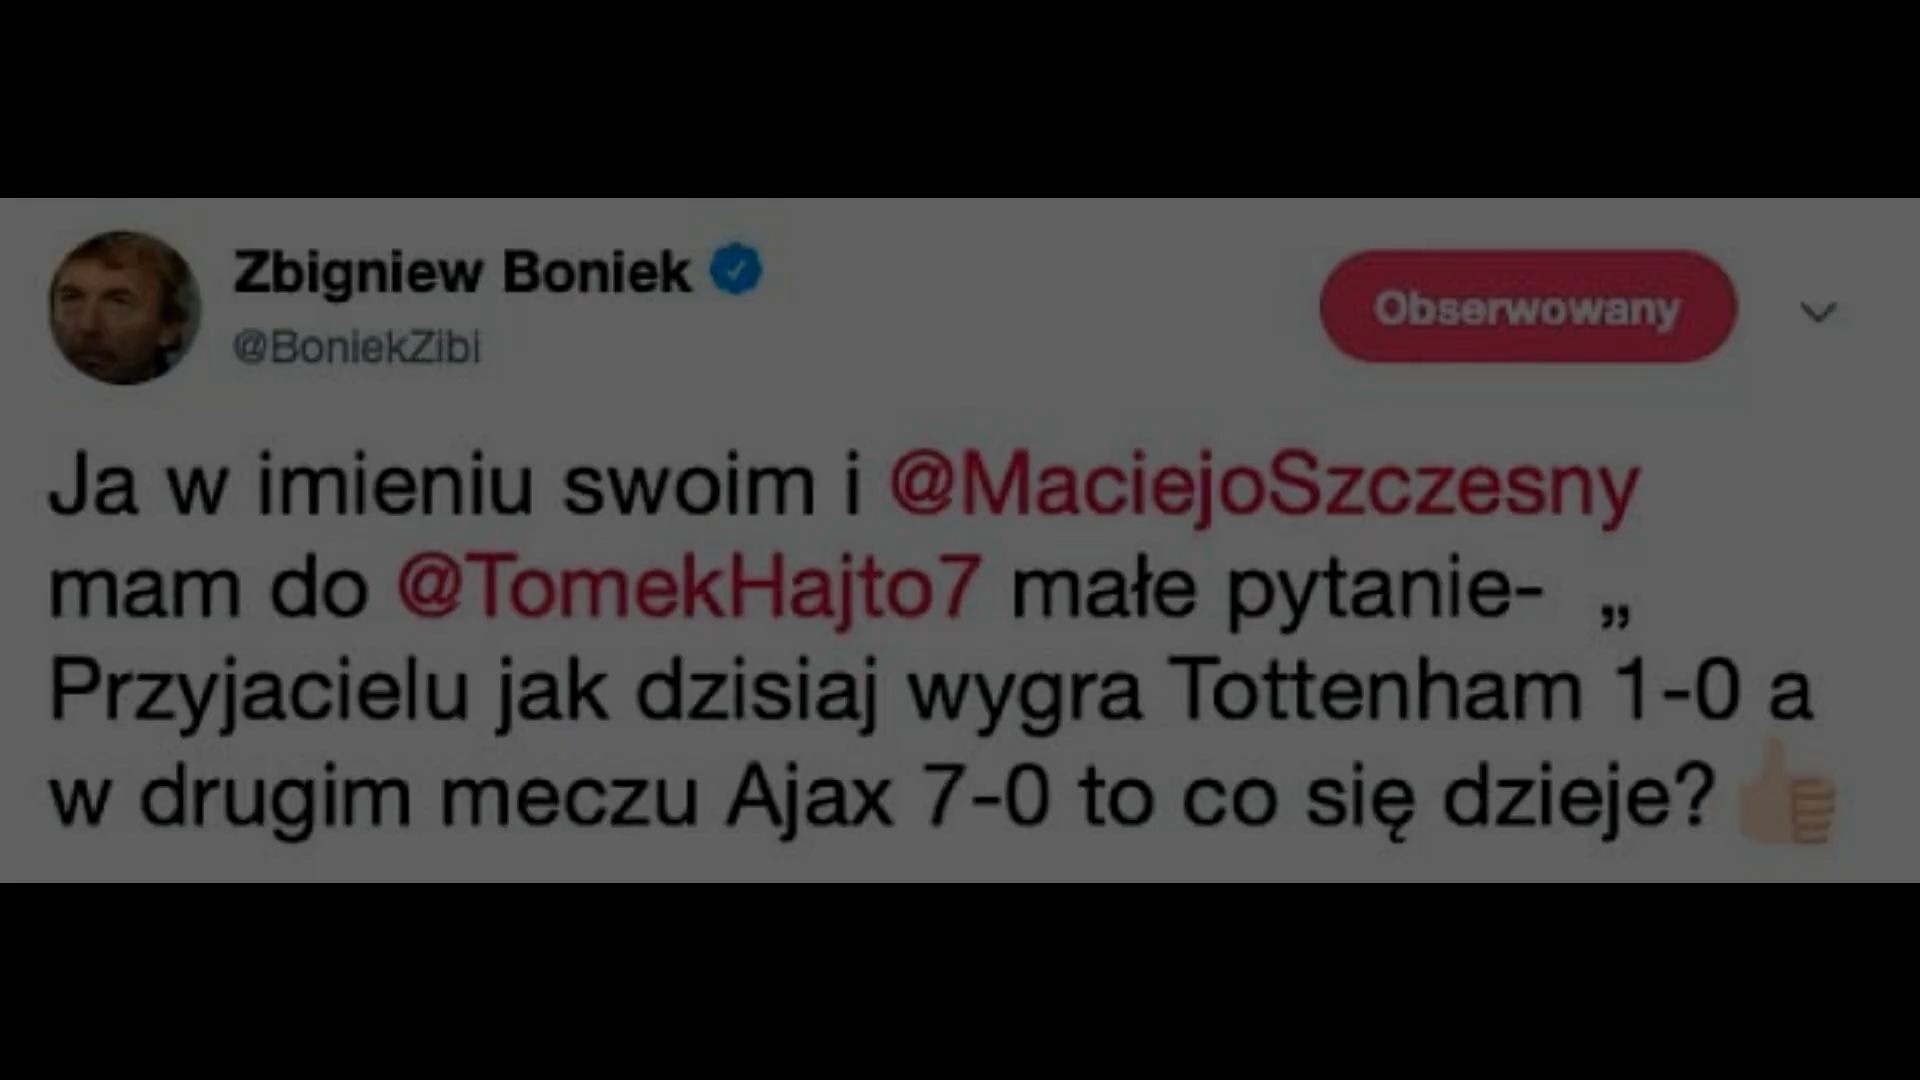 Zbigniew Boniek
@BoniekZibi
Obserwowany
Ja w imieniu swoim i @MaciejoSzczesny
mam do @TomekHajto7 małe pytanie- „
Przyjacielu jak dzisiaj wygra Tottenham 1-0 a
w drugim meczu Ajax 7-0 to co się dzieje?👍🏻